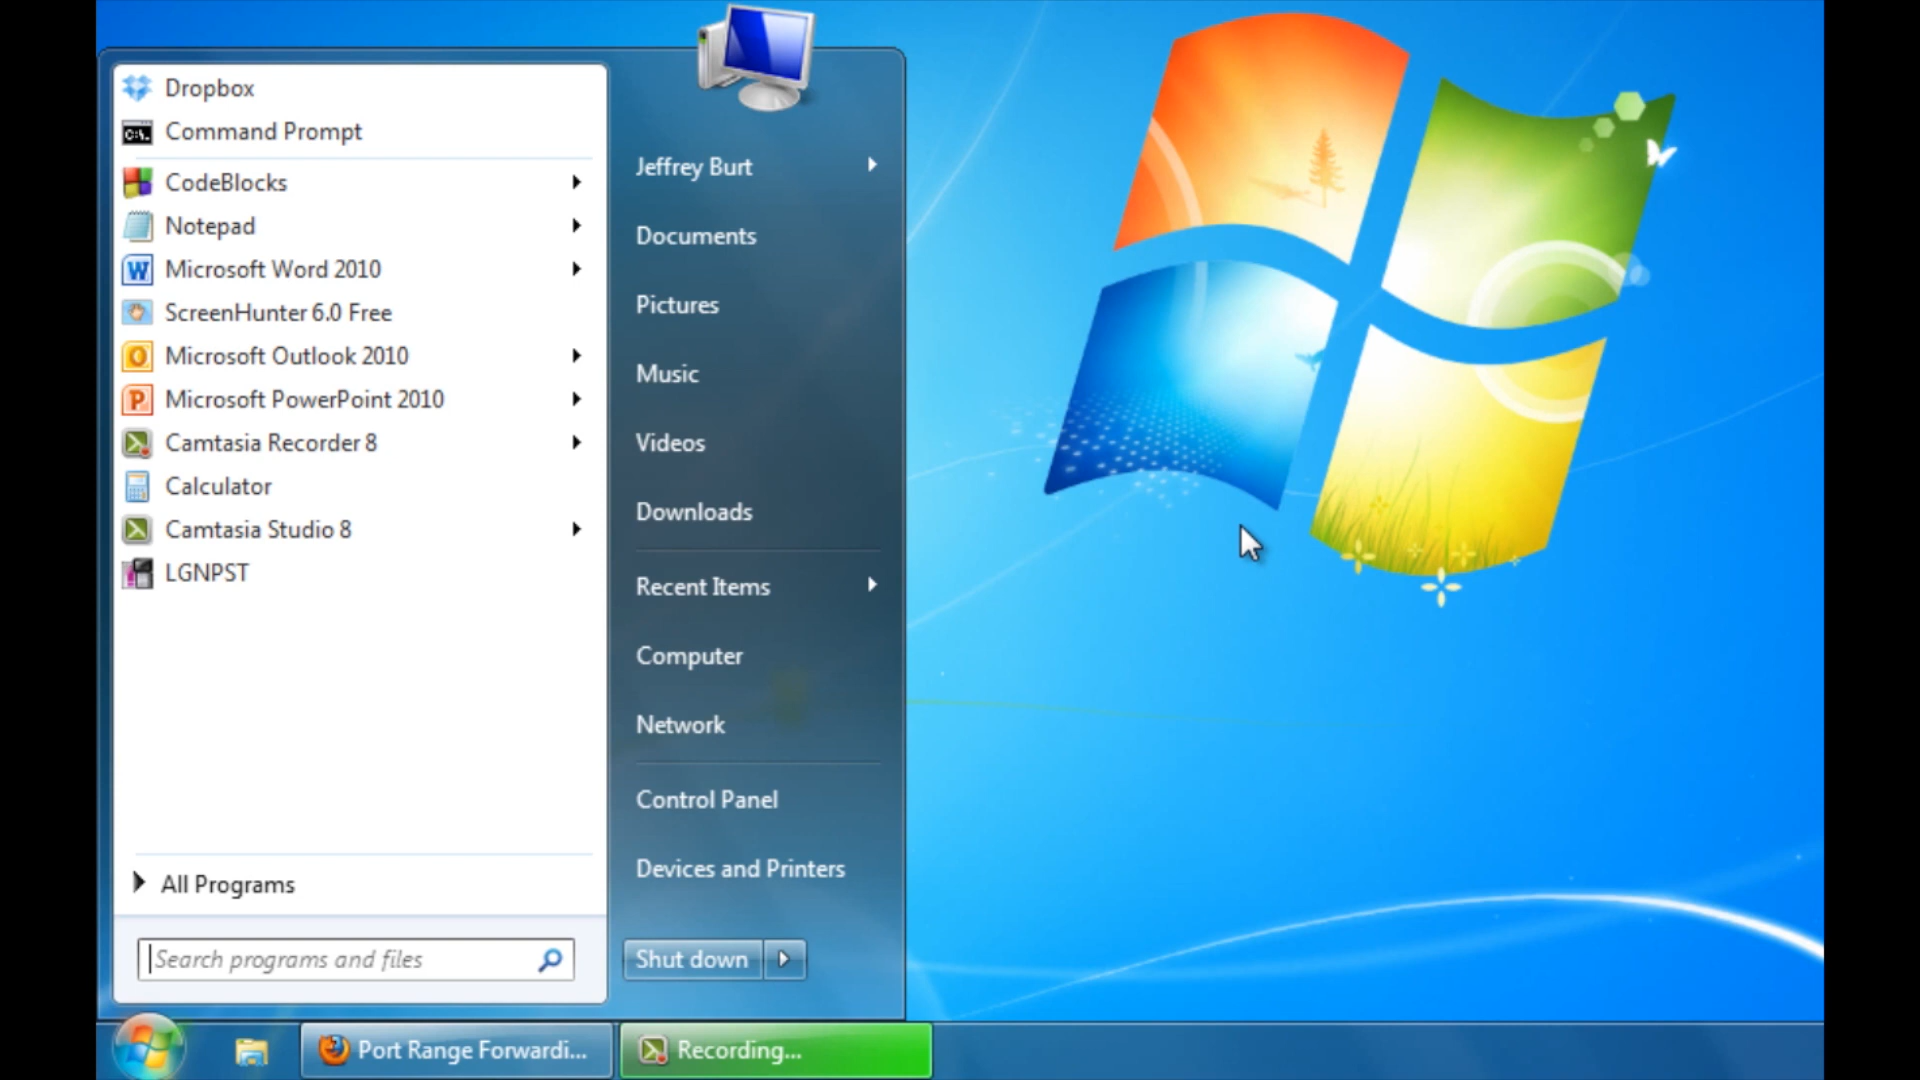 Dropbox
Command Prompt
CodeBlocks
Notepad
Microsoft Word 2010
ScreenHunter 6.0 Free
Microsoft Outlook 2010
Microsoft PowerPoint 2010
Camtasia Recorder 8
Calculator
Camtasia Studio 8
LGNPST
All Programs
Search programs and files
Jeffrey Burt
Documents
Pictures
Music
Videos
Downloads
Recent Items
Computer
Network
Control Panel
Devices and Printers
Shut down
Port Range Forwardi...
Recording...